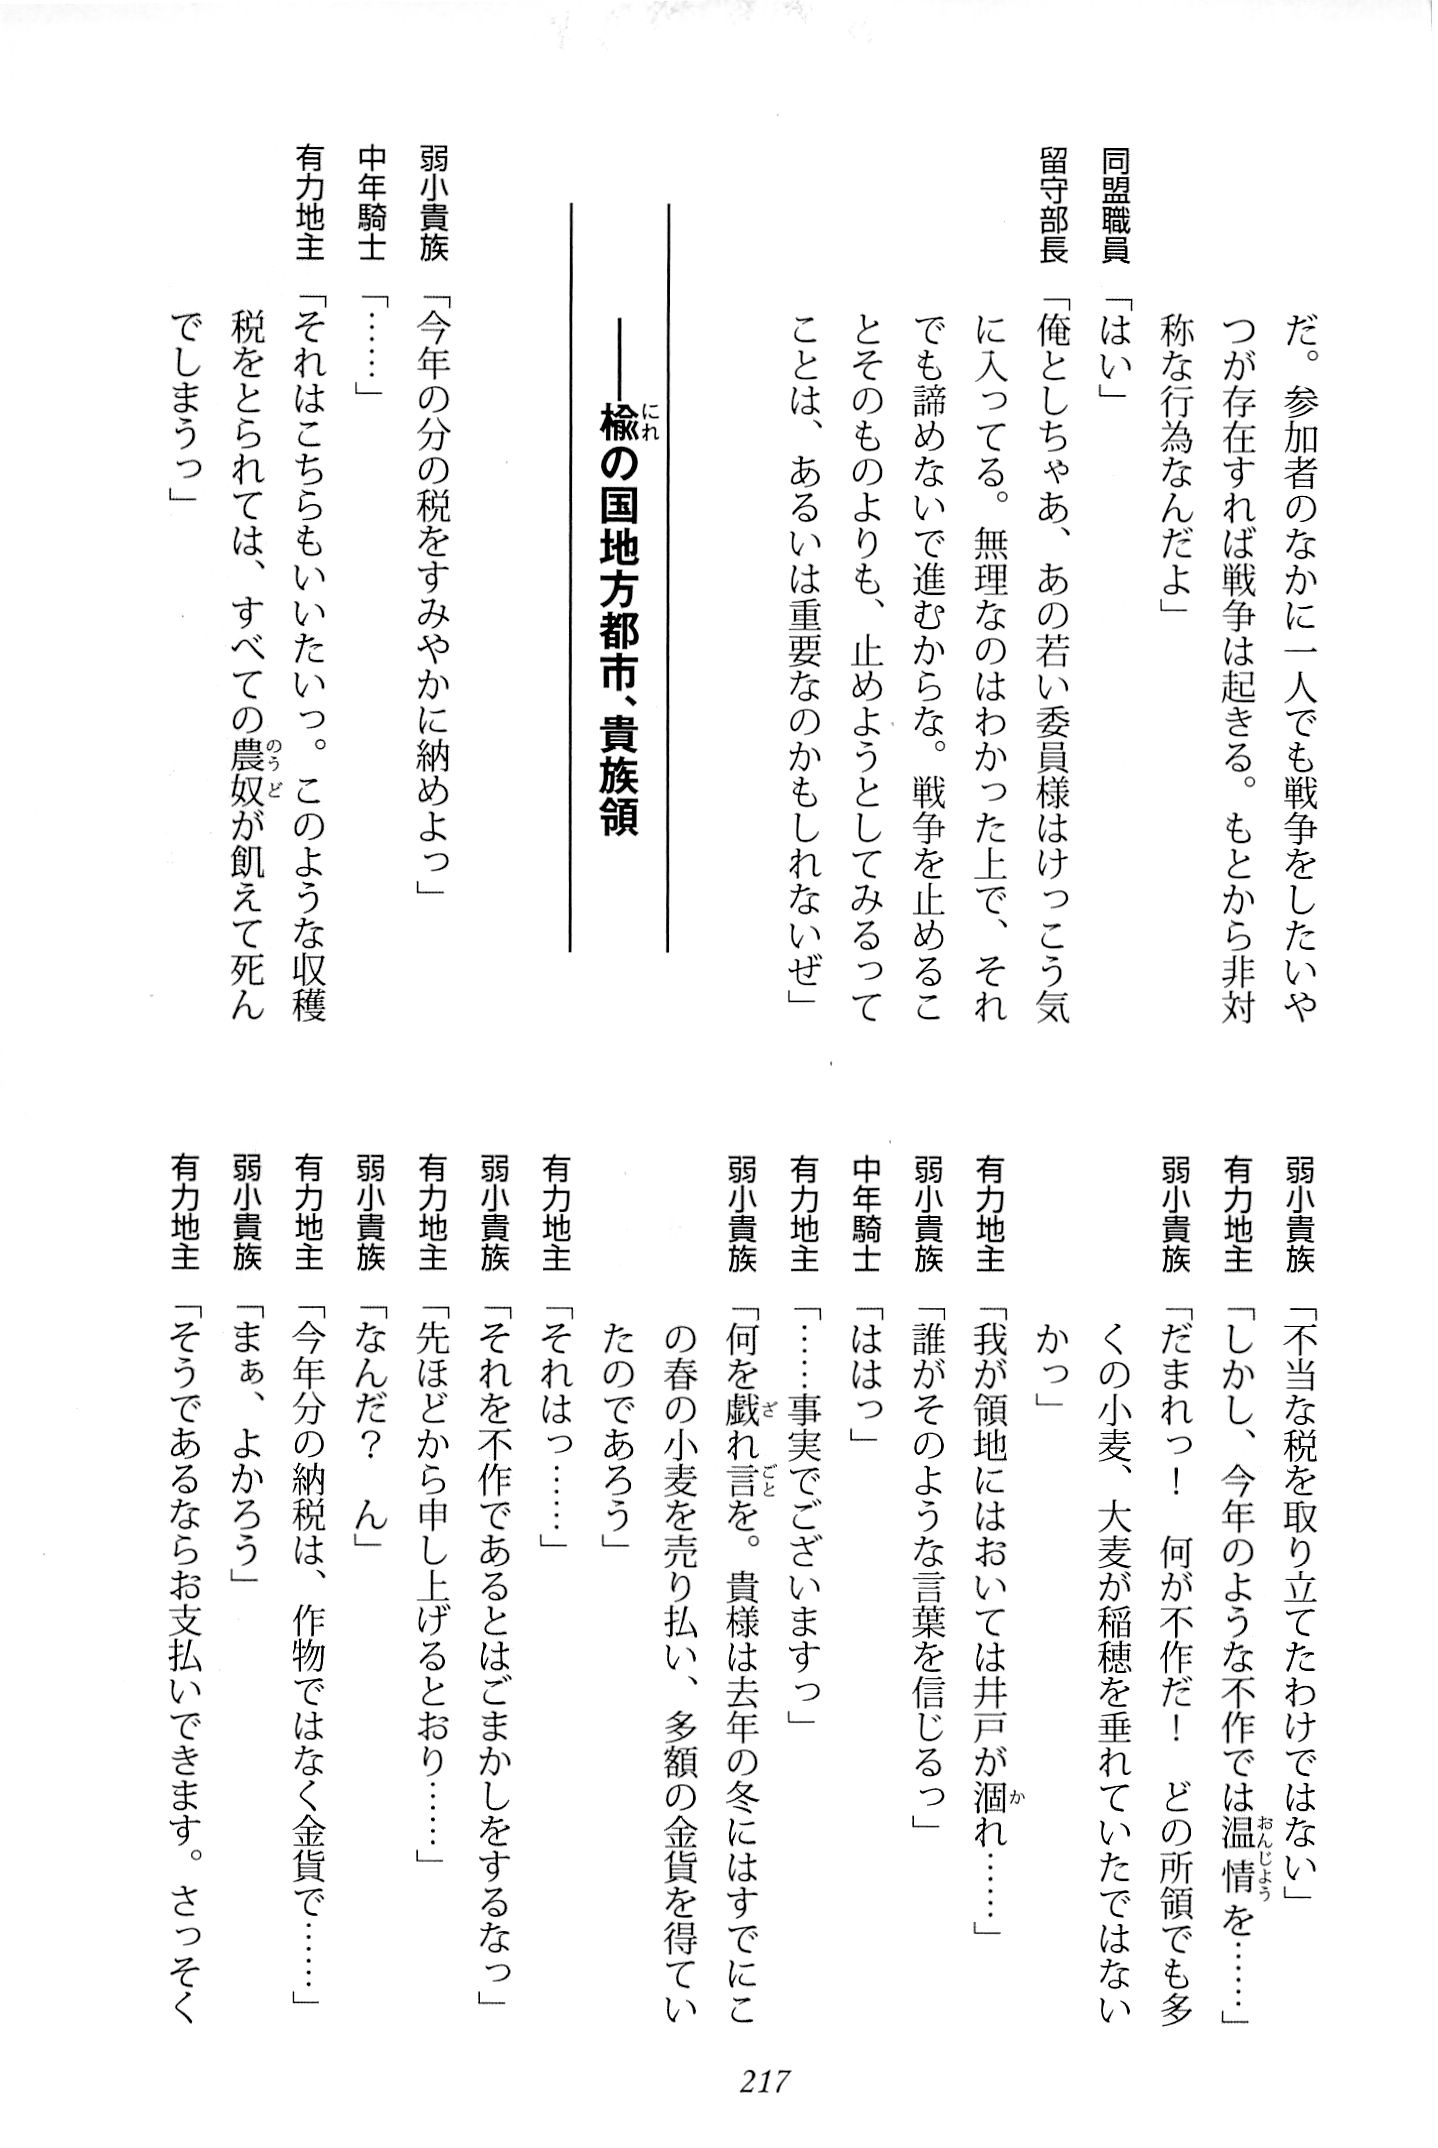 だ。参加者のなかに一人でも戦争をしたいや
つが存在すれば戦争は起きる。もとから非対
称な行為なんだよ」
同盟職員「はい」
留守部長「俺としちゃあ、あの若い委員様はけっこう気
に入ってる。無理なのはわかった上で、それ
でも諦めないで進むからな。戦争を止めるこ
とそのものよりも、止めようとしてみるって
ことは、あるいは重要なのかもしれないぜ」
――楡の国地方都市、貴族領
にれ
弱小貴族「今年の分の税をすみやかに納めよっ」
中年騎士「……」
有力地主「それはこちらもいいたいっ。このような収穫
税をとられては、すべての農奴が飢えて死ん
のうど
でしまうっ」
弱小貴族「不当な税を取り立てたわけではない」
有力地主「しかし、今年のような不作では温情を……」
おんじょう
弱小貴族「だまれっ！　何が不作だ！　どの所領でも多
くの小麦、大麦が稲穂を垂れていたではない
かっ」
有力地主「我が領地にはおいては井戸が涸れ……」
か
弱小貴族「誰がそのような言葉を信じるっ」
中年騎士「ははっ」
有力地主「……事実でございますっ」
弱小貴族「何を戯れ言を。貴様は去年の冬にはすでにこ
ざ ごと
の春の小麦を売り払い、多額の金貨を得てい
たのであろう」
有力地主「それはっ……」
弱小貴族「それを不作であるとはごまかしをするなっ」
有力地主「先ほどから申し上げるとおり……」
弱小貴族「なんだ？　ん」
有力地主「今年分の納税は、作物ではなく金貨で……」
弱小貴族「まぁ、よかろう」
有力地主「そうであるならお支払いできます。さっそく
217